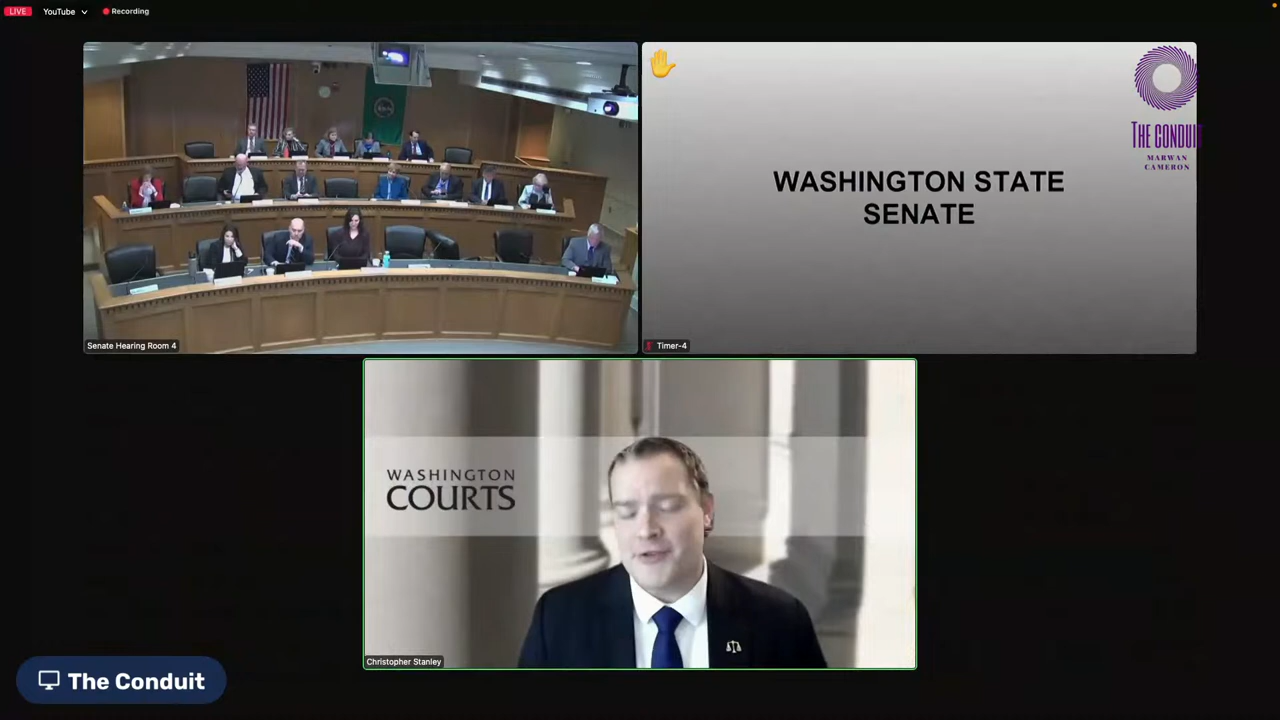 LIVE
YouTube
Recording
Senate Hearing Room 4
WASHINGTON STATE
SENATE
THE CONDUIT
MARWAN
CAMERON
Timer-4
WASHINGTON
COURTS
Christopher Stanley
The Conduit